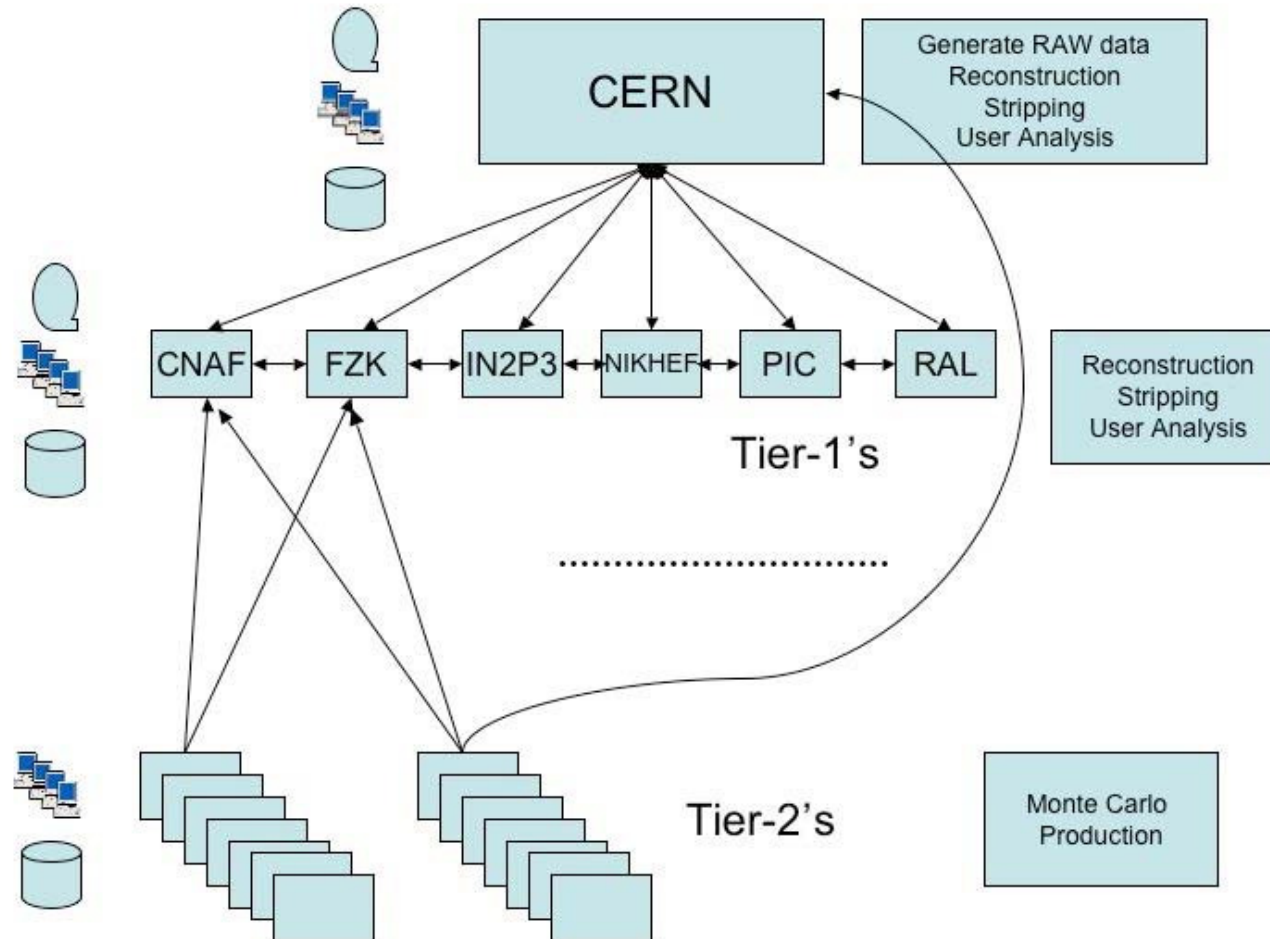 CERN
Generate RAW data
Reconstruction
Stripping
User Analysis
CNAF
FZK
IN2P3
NIKHEF
PIC
RAL
Reconstruction
Stripping
User Analysis
Tier-1's
Tier-2's
Monte Carlo
Production